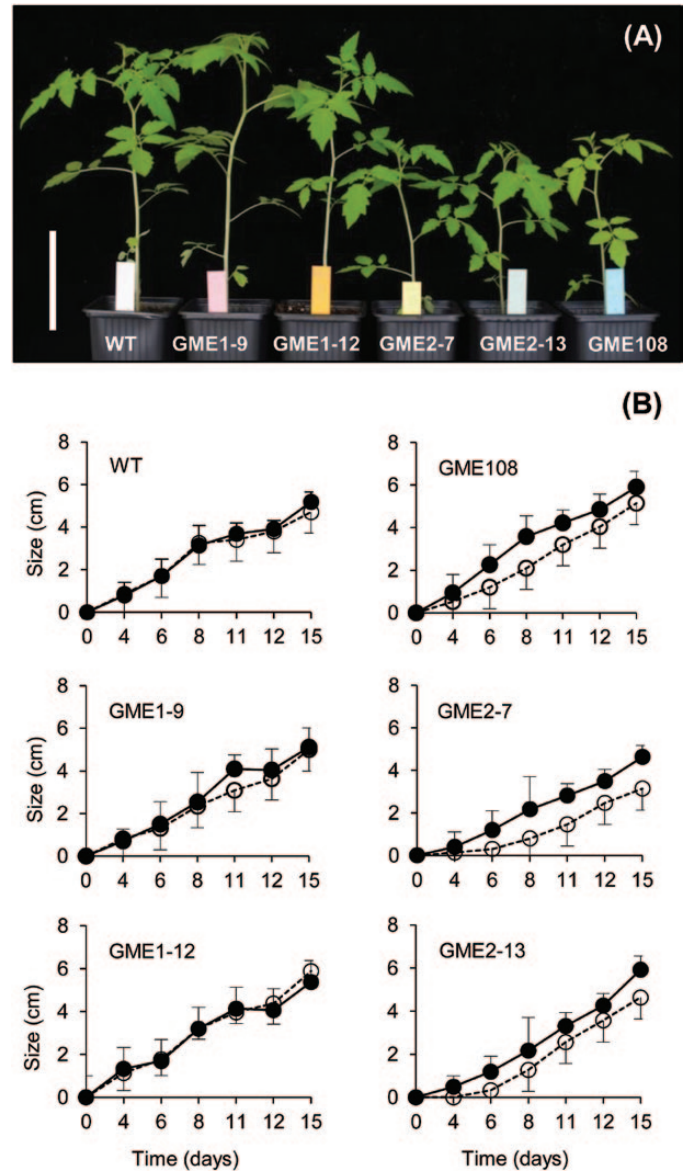 (A)
WT GME1-9 GME1-12 GME2-7 GME2-13 GME108
(B)
WT
Size (cm)
8
6
4
2
0
0 4 6 8 11 12 15
GME108
8
6
4
2
0
0 4 6 8 11 12 15
GME1-9
Size (cm)
8
6
4
2
0
0 4 6 8 11 12 15
GME2-7
8
6
4
2
0
0 4 6 8 11 12 15
GME1-12
Size (cm)
8
6
4
2
0
0 4 6 8 11 12 15
Time (days)
GME2-13
8
6
4
2
0
0 4 6 8 11 12 15
Time (days)